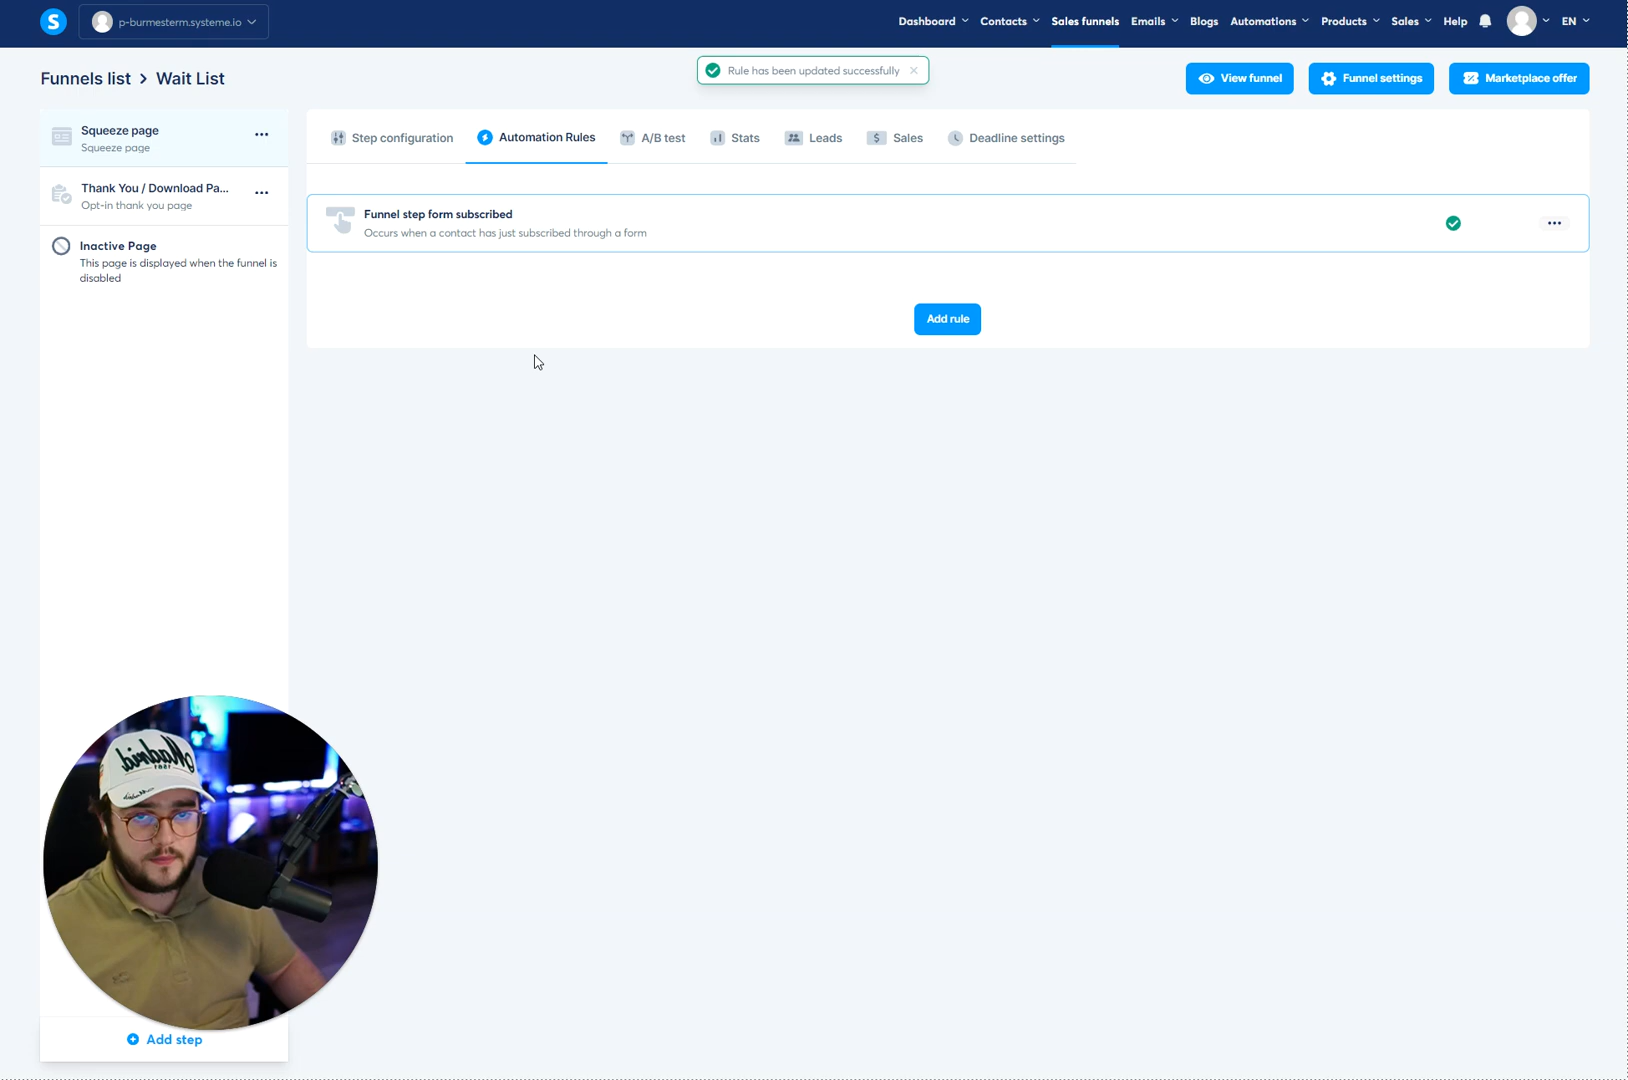 S
p-burmesterm.systeme.io
Dashboard
Contacts
Sales funnels
Emails
Blogs
Automations
Products
Sales
Help
EN
Funnels list > Wait List
Rule has been updated successfully
View funnel
Funnel settings
Marketplace offer
Squeeze page
Squeeze page
Thank You / Download Pa...
Opt-in thank you page
Inactive Page
This page is displayed when the funnel is
disabled
Step configuration
Automation Rules
A/B test
Stats
Leads
Sales
Deadline settings
Funnel step form subscribed
Occurs when a contact has just subscribed through a form
Add rule
Madrid
Add step